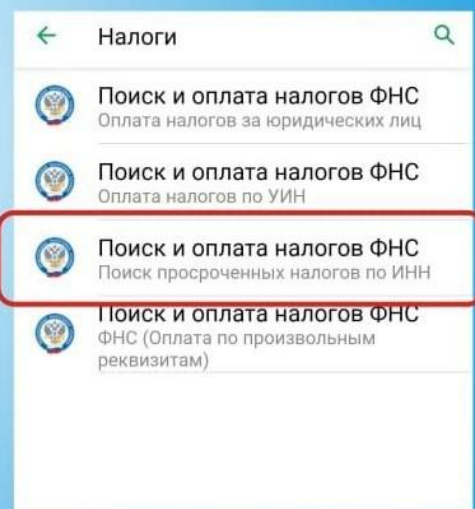 Налоги
Поиск и оплата налогов ФНС
Оплата налогов за юридических лиц
Поиск и оплата налогов ФНС
Оплата налогов по УИН
Поиск и оплата налогов ФНС
Поиск просроченных налогов по ИНН
Поиск и оплата налогов ФНС
ФНС (Оплата по произвольным
реквизитам)